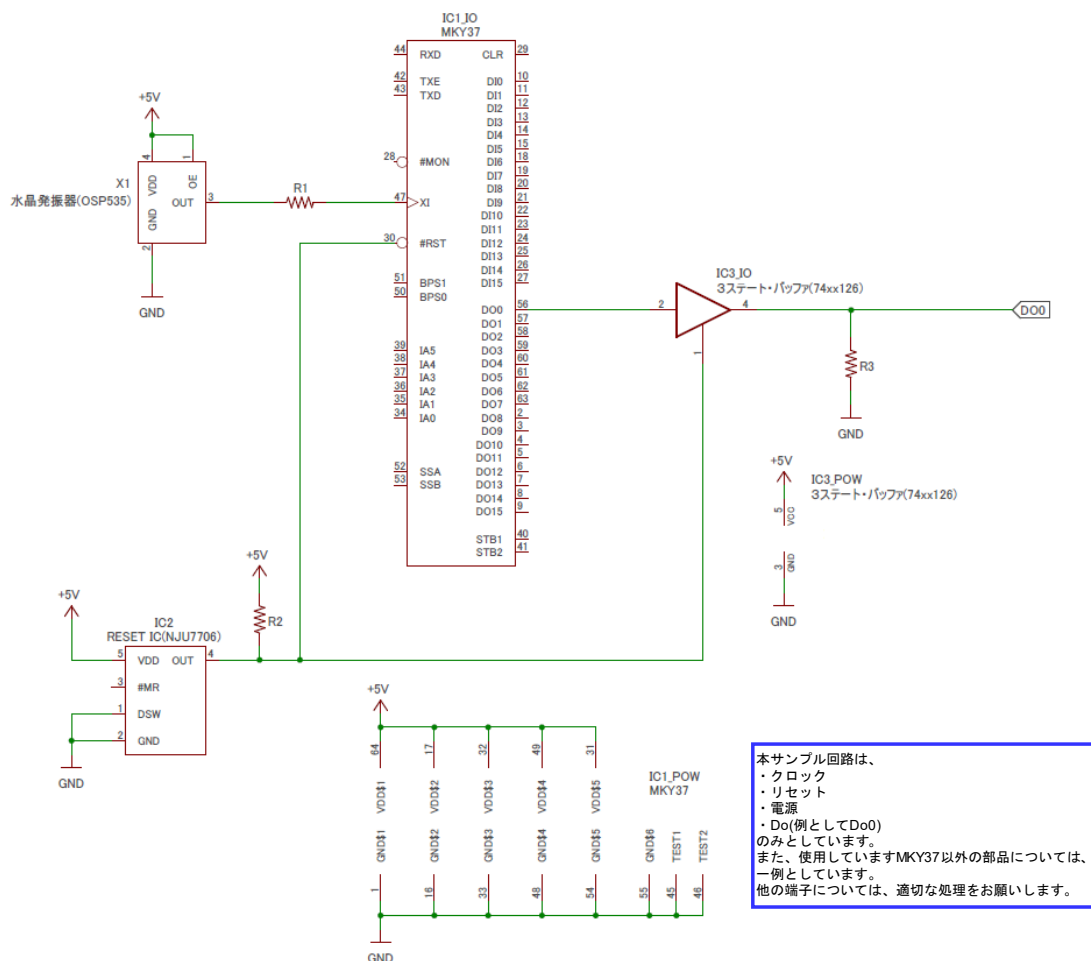 IC1_IO
MKY37
44 RXD
42 TXE
43 TXD
28 #MON
47 XI
30 #RST
51 BPS1
50 BPS0
39 IA5
38 IA4
37 IA3
36 IA2
35 IA1
34 IA0
52 SSA
53 SSB
CLR 29
DI0 10
DI1 11
DI2 12
DI3 13
DI4 14
DI5 15
DI6 18
DI7 19
DI8 20
DI9 21
DI10 22
DI11 23
DI12 24
DI13 25
DI14 26
DI15 27
DO0 56
DO1 57
DO2 58
DO3 59
DO4 60
DO5 61
DO6 62
DO7 63
DO8 2
DO9 3
DO10 4
DO11 5
DO12 6
DO13 7
DO14 8
DO15 9
STB1 40
STB2 41
+5V
4 VDD
1 OE
X1
水晶発振器(OSP535)
OUT 3
GND 2
GND
R1
IC3_IO
3ステート・バッファ(74xx126)
2
4
1
DO0
R3
GND
+5V
IC3_POW
3ステート・バッファ(74xx126)
5 VCC
3 GND
GND
+5V
R2
+5V
IC2
RESET IC(NJU7706)
5 VDD OUT 4
3 #MR
1 DSW
2 GND
GND
+5V
64 17 32 49 31
VDD$1 VDD$2 VDD$3 VDD$4 VDD$5
IC1_POW
MKY37
GND$1 GND$2 GND$3 GND$4 GND$5 GND$6 TEST1 TEST2
1 16 33 48 54 55 45 46
GND
本サンプル回路は、
・クロック
・リセット
・電源
・Do(例としてDo0)
のみとしています。
また、使用していますMKY37以外の部品については、
一例としています。
他の端子については、適切な処理をお願いします。